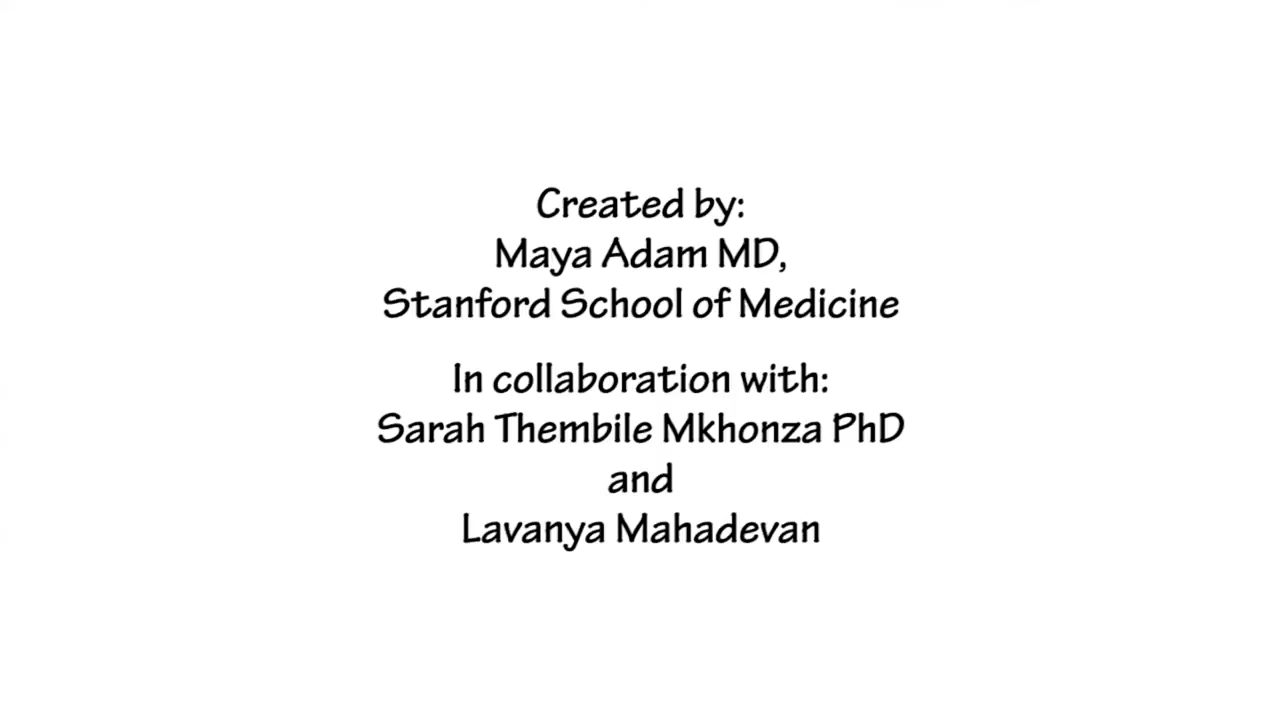 Created by:
Maya Adam MD,
Stanford School of Medicine
In collaboration with:
Sarah Thembile Mkhonza PhD
and
Lavanya Mahadevan